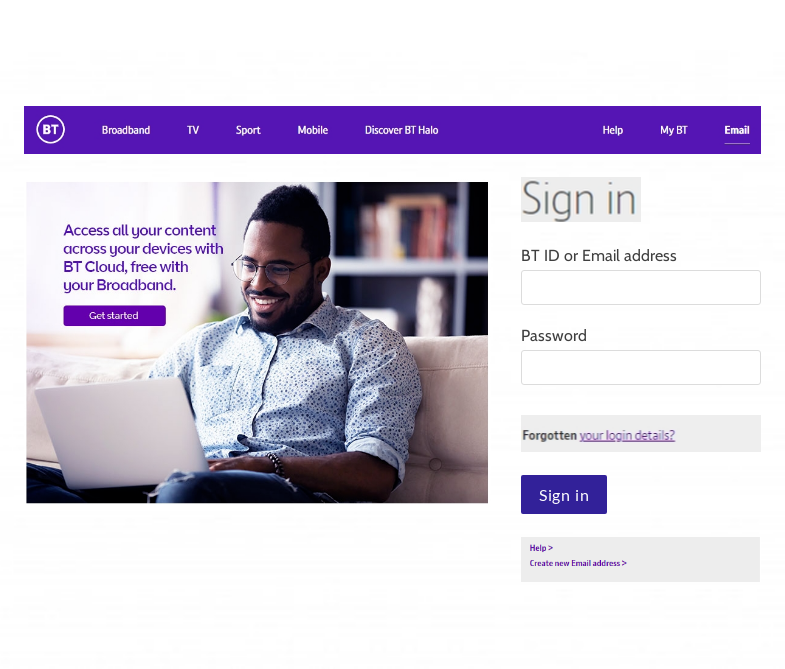 BT
Broadband
TV
Sport
Mobile
Discover BT Halo
Help
My BT
Email
Access all your content
across your devices with
BT Cloud, free with
your Broadband.
Get started
Sign in
BT ID or Email address
Password
Forgotten your login details?
Sign in
Help >
Create new Email address >